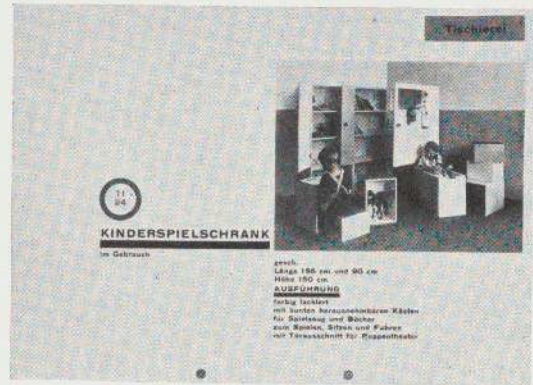 Tischlerei
TI
24
KINDERSPIELSCHRANK
im Gebrauch
gesch.
Länge 156 cm und 90 cm
Höhe 150 cm
AUSFÜHRUNG
farbig lackiert
mit bunten herausnehmbaren Kästen
für Spielzeug und Bücher
zum Spielen, Sitzen und Fahren
mit Türausschnitt für Puppentheater